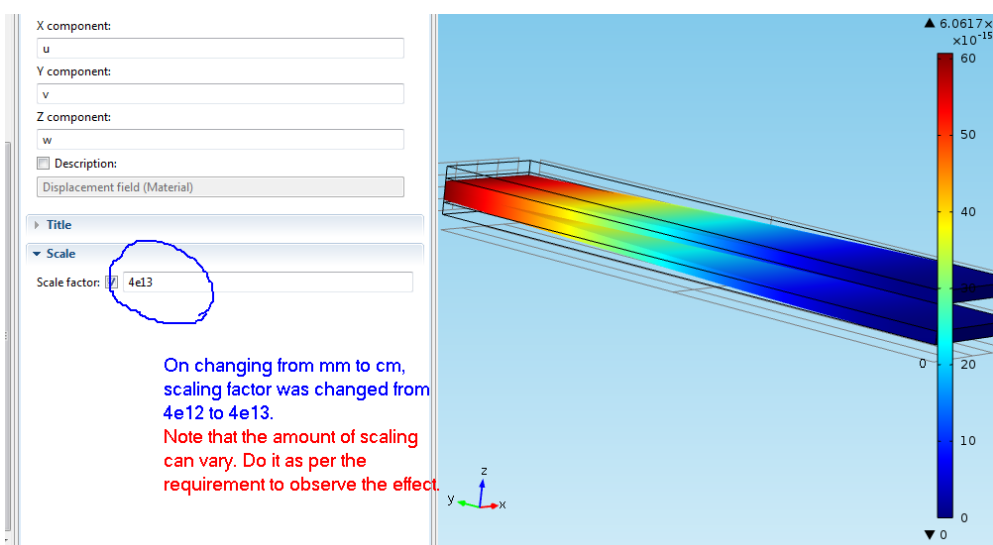 X component:
u
Y component:
v
Z component:
w
Description:
Displacement field (Material)
Title
Scale
Scale factor: 4e13
On changing from mm to cm,
scaling factor was changed from
4e12 to 4e13.
Note that the amount of scaling
can vary. Do it as per the
requirement to observe the effect.
▲ 6.0617×
×10⁻¹⁵
60
50
40
20
10
0
▼ 0
0
z
y
x